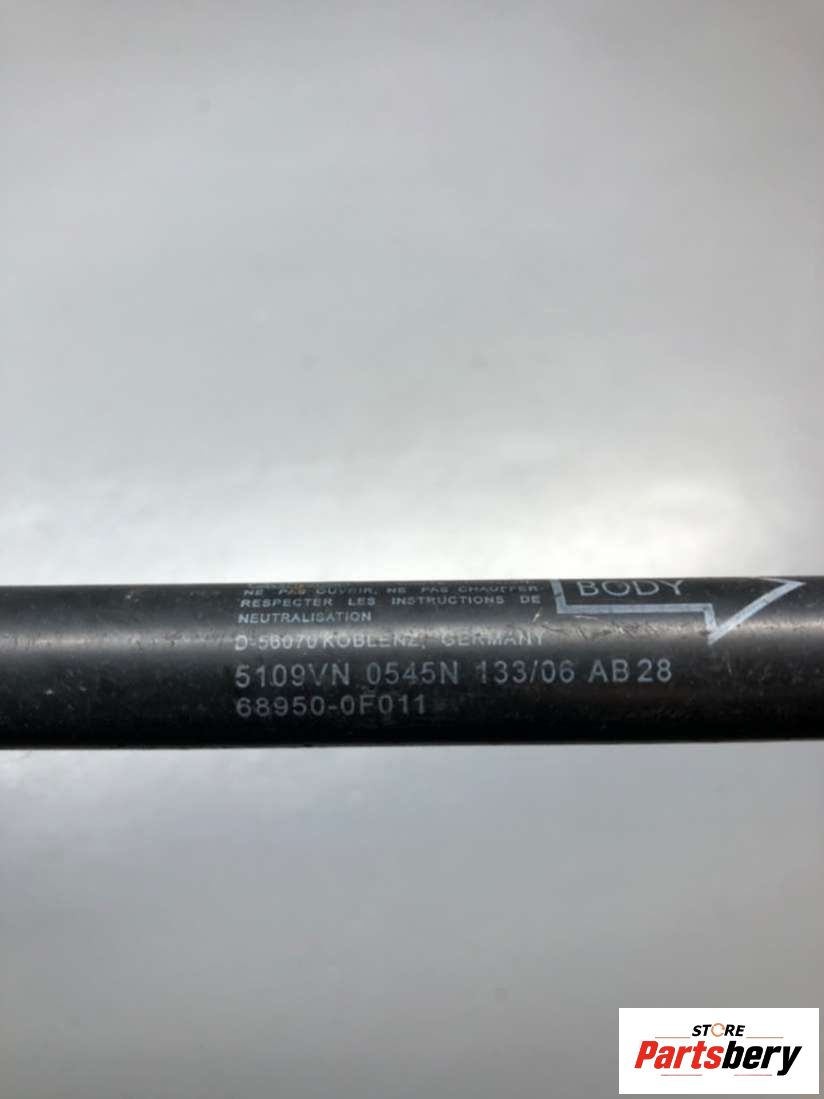 NE PAS OUVRIR, NE PAS CHAUFFER
RESPECTER LES INSTRUCTIONS DE
NEUTRALISATION
D-56070 KOBLENZ, GERMANY
5109VN 0545N 133/06 AB28
68950-0F011
BODY
STORE
Partsbery